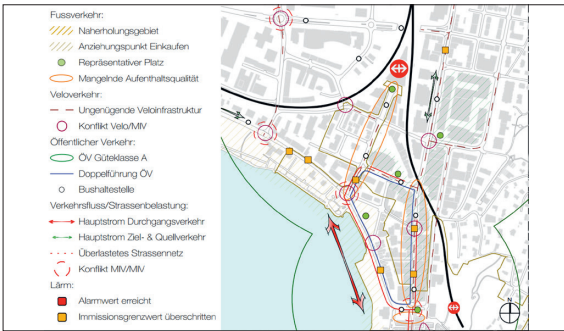 Fussverkehr:
Naherholungsgebiet
Anziehungspunkt Einkaufen
Repräsentativer Platz
Mangelnde Aufenthaltsqualität
Veloverkehr:
Ungenügende Veloinfrastruktur
Konflikt Velo/MIV
Öffentlicher Verkehr:
ÖV Güteklasse A
Doppelführung ÖV
Bushaltestelle
Verkehrsfluss/Strassenbelastung:
Hauptstrom Durchgangsverkehr
Hauptstrom Ziel- & Quellverkehr
Überlastetes Strassennetz
Konflikt MIV/MIV
Lärm:
Alarmwert erreicht
Immissionsgrenzwert überschritten
N